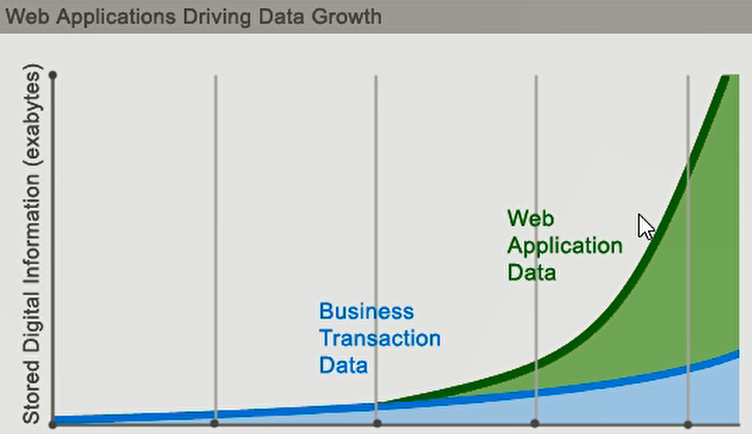 Web Applications Driving Data Growth
Stored Digital Information (exabytes)
Web
Application
Data
Business
Transaction
Data